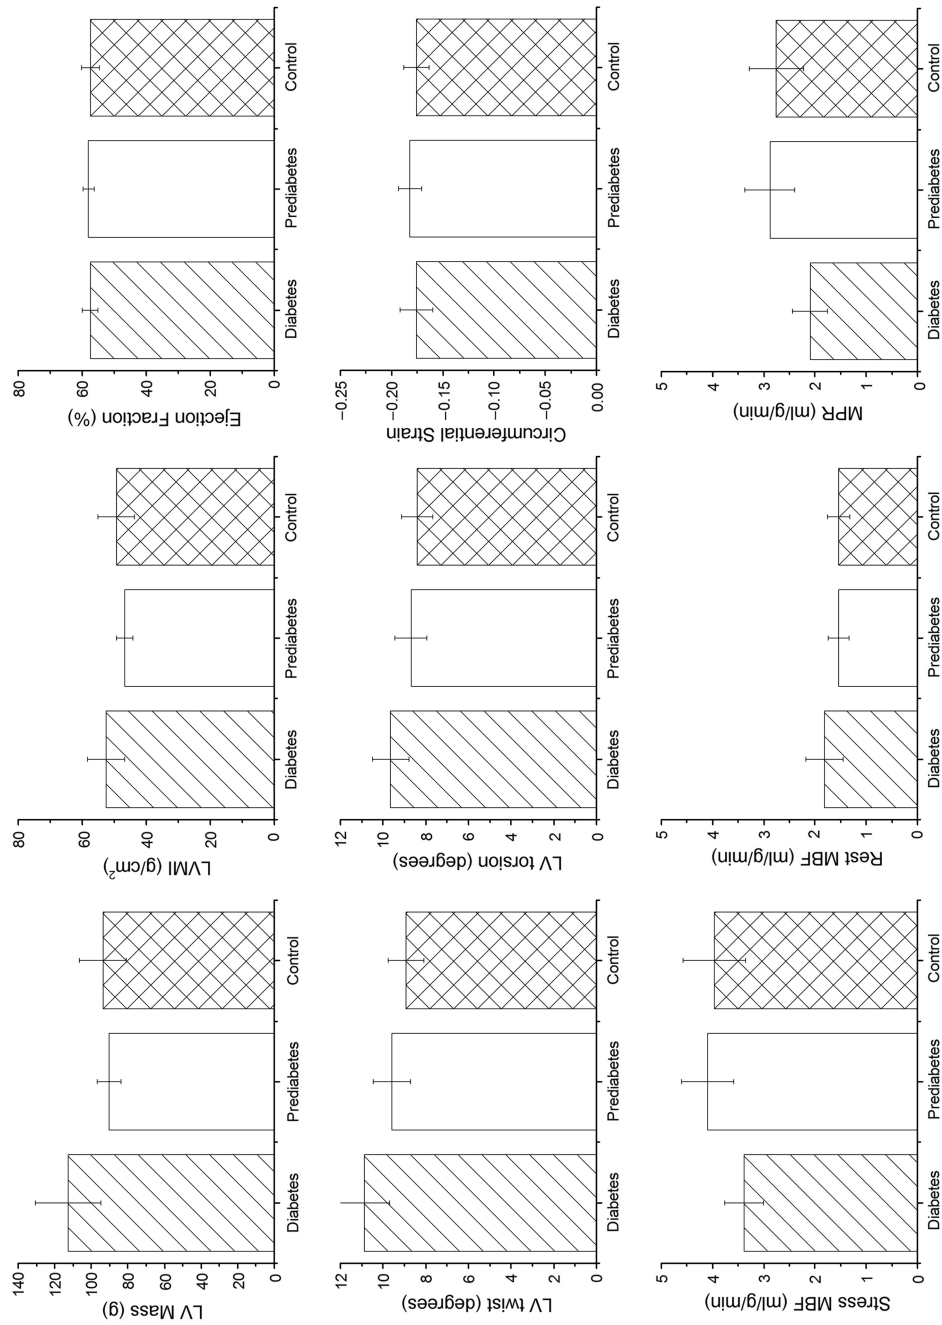 LV Mass (g)
140
120
100
80
60
40
20
0
Diabetes
Prediabetes
Control
LVMI (g/cm²)
80
60
40
20
0
Diabetes
Prediabetes
Control
Ejection Fraction (%)
80
60
40
20
0
Diabetes
Prediabetes
Control
LV twist (degrees)
12
10
8
6
4
2
0
Diabetes
Prediabetes
Control
LV torsion (degrees)
12
10
8
6
4
2
0
Diabetes
Prediabetes
Control
Circumferential Strain
−0.25
−0.20
−0.15
−0.10
−0.05
0.00
Diabetes
Prediabetes
Control
Stress MBF (ml/g/min)
5
4
3
2
1
0
Diabetes
Prediabetes
Control
Rest MBF (ml/g/min)
5
4
3
2
1
0
Diabetes
Prediabetes
Control
MPR (ml/g/min)
5
4
3
2
1
0
Diabetes
Prediabetes
Control